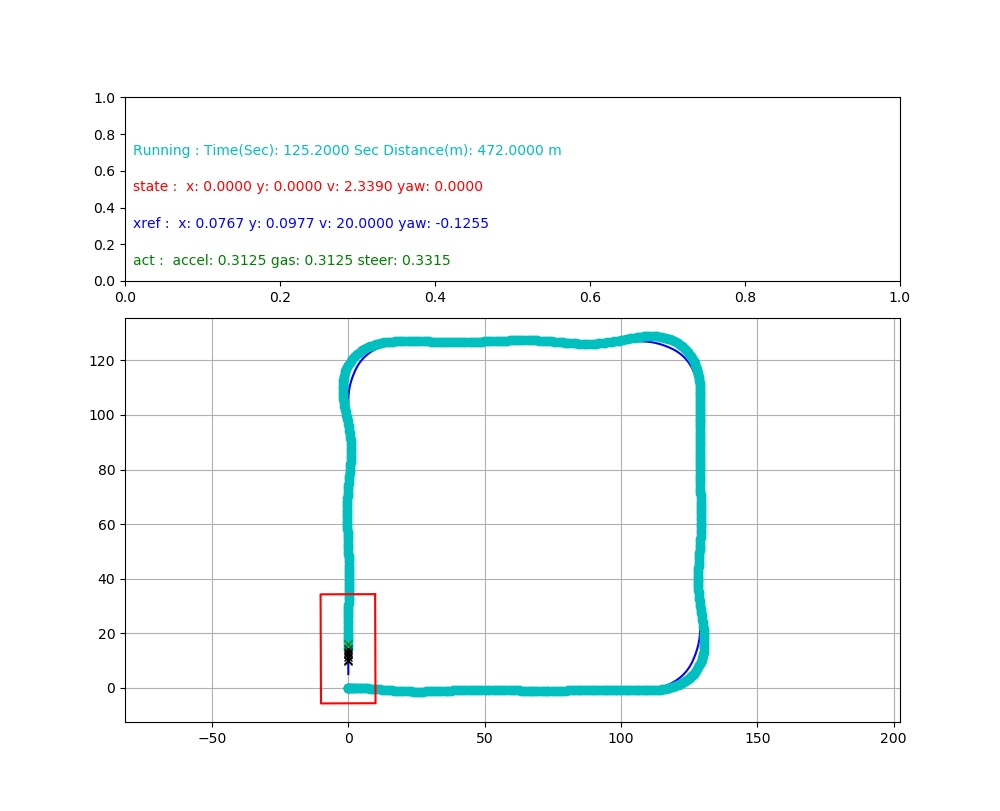 1.0
0.8
Running : Time(Sec): 125.2000 Sec Distance(m): 472.0000 m
0.6
state :  x: 0.0000 y: 0.0000 v: 2.3390 yaw: 0.0000
0.4
xref :  x: 0.0767 y: 0.0977 v: 20.0000 yaw: -0.1255
0.2
act :  accel: 0.3125 gas: 0.3125 steer: 0.3315
0.0
0.0 0.2 0.4 0.6 0.8 1.0
120
100
80
60
40
20
0
−50 0 50 100 150 200